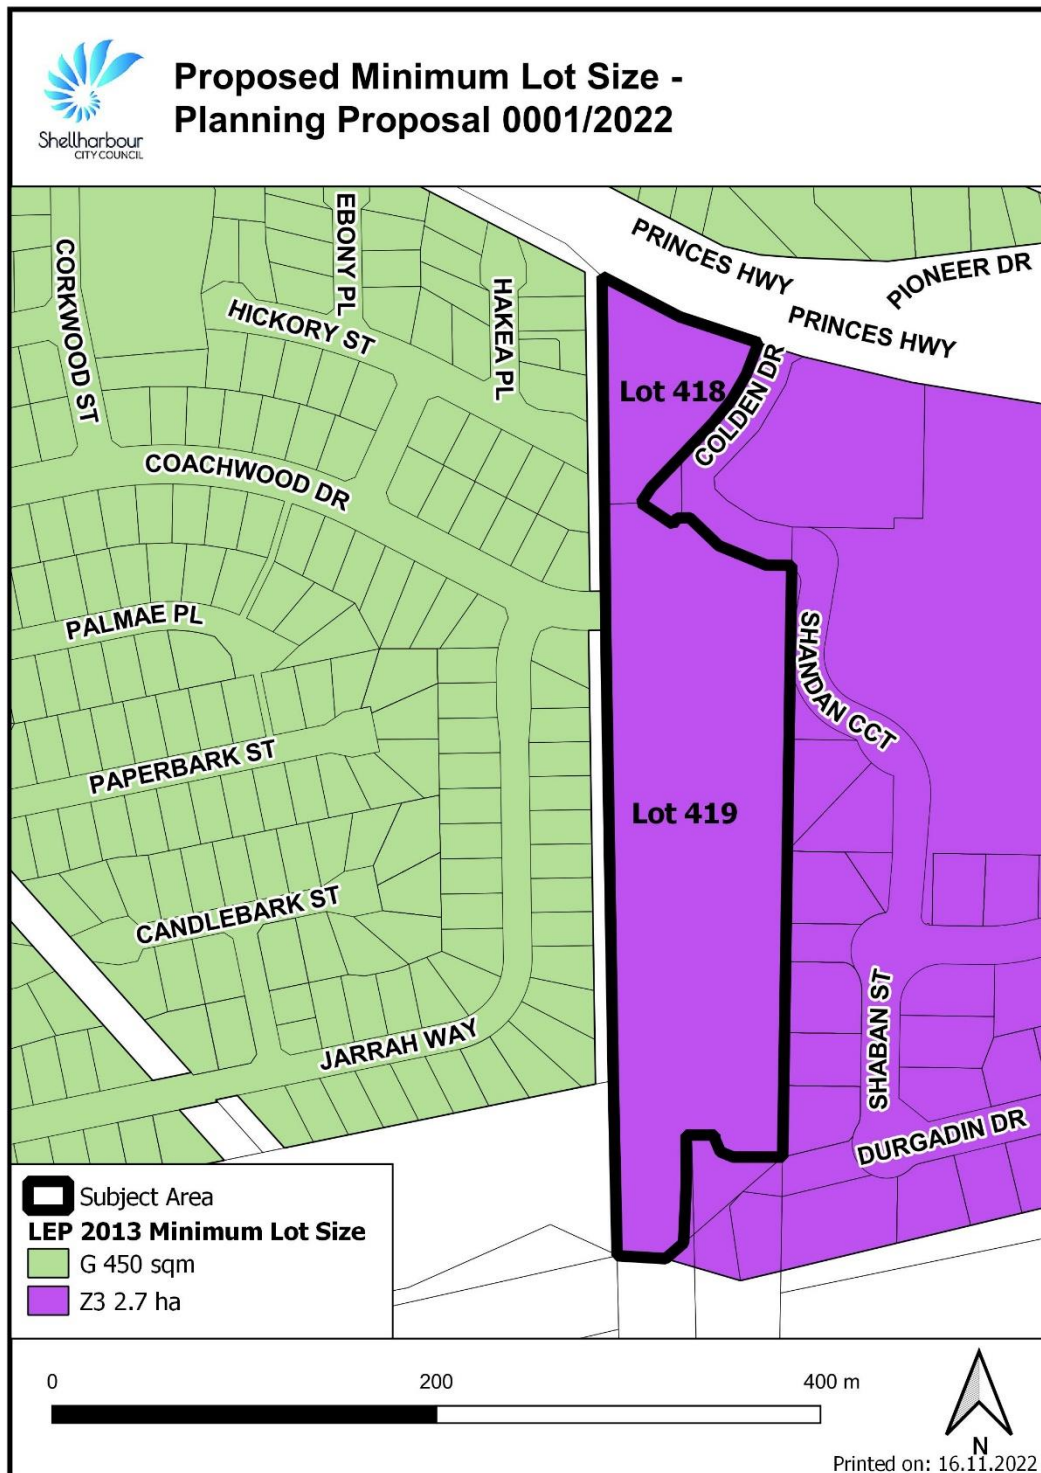 Shellharbour
CITY COUNCIL
Proposed Minimum Lot Size -
Planning Proposal 0001/2022
CORKWOOD ST
EBONY PL
HICKORY ST
HAKEA PL
PRINCES HWY
PIONEER DR
PRINCES HWY
Lot 418
COLDEN DR
COACHWOOD DR
PALMAE PL
SHANDAN CCT
PAPERBARK ST
Lot 419
CANDLEBARK ST
JARRAH WAY
SHABAN ST
DURGADIN DR
Subject Area
LEP 2013 Minimum Lot Size
G 450 sqm
Z3 2.7 ha
0 200 400 m
N
Printed on: 16.11.2022